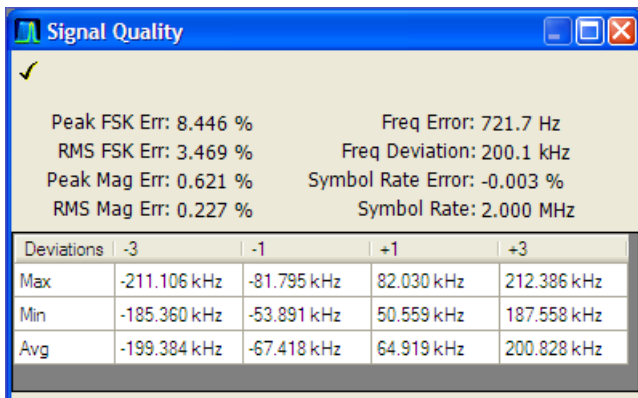 Signal Quality
Peak FSK Err: 8.446 % Freq Error: 721.7 Hz
RMS FSK Err: 3.469 % Freq Deviation: 200.1 kHz
Peak Mag Err: 0.621 % Symbol Rate Error: -0.003 %
RMS Mag Err: 0.227 % Symbol Rate: 2.000 MHz
Deviations -3 -1 +1 +3
Max -211.106 kHz -81.795 kHz 82.030 kHz 212.386 kHz
Min -185.360 kHz -53.891 kHz 50.559 kHz 187.558 kHz
Avg -199.384 kHz -67.418 kHz 64.919 kHz 200.828 kHz